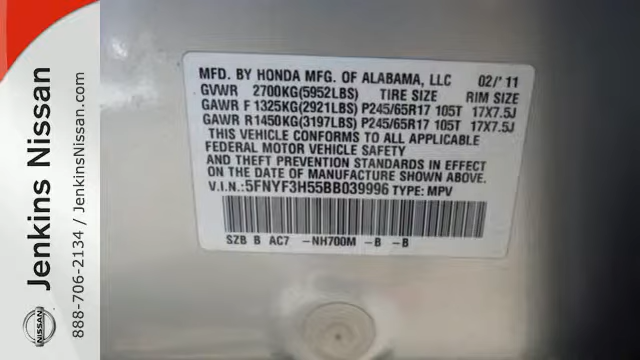 MFD. BY HONDA MFG. OF ALABAMA, LLC 02/'11
GVWR 2700KG(5952LBS) TIRE SIZE RIM SIZE
GAWR F 1325KG(2921LBS) P245/65R17 105T 17X7.5J
GAWR R1450KG(3197LBS) P245/65R17 105T 17X7.5J
THIS VEHICLE CONFORMS TO ALL APPLICABLE
FEDERAL MOTOR VEHICLE SAFETY
AND THEFT PREVENTION STANDARDS IN EFFECT
ON THE DATE OF MANUFACTURE SHOWN ABOVE.
V.I.N.:5FNYF3H55BB039996 TYPE: MPV
SZB B AC7 -NH700M -B -B
Jenkins Nissan
888-706-2134 / JenkinsNissan.com
NISSAN